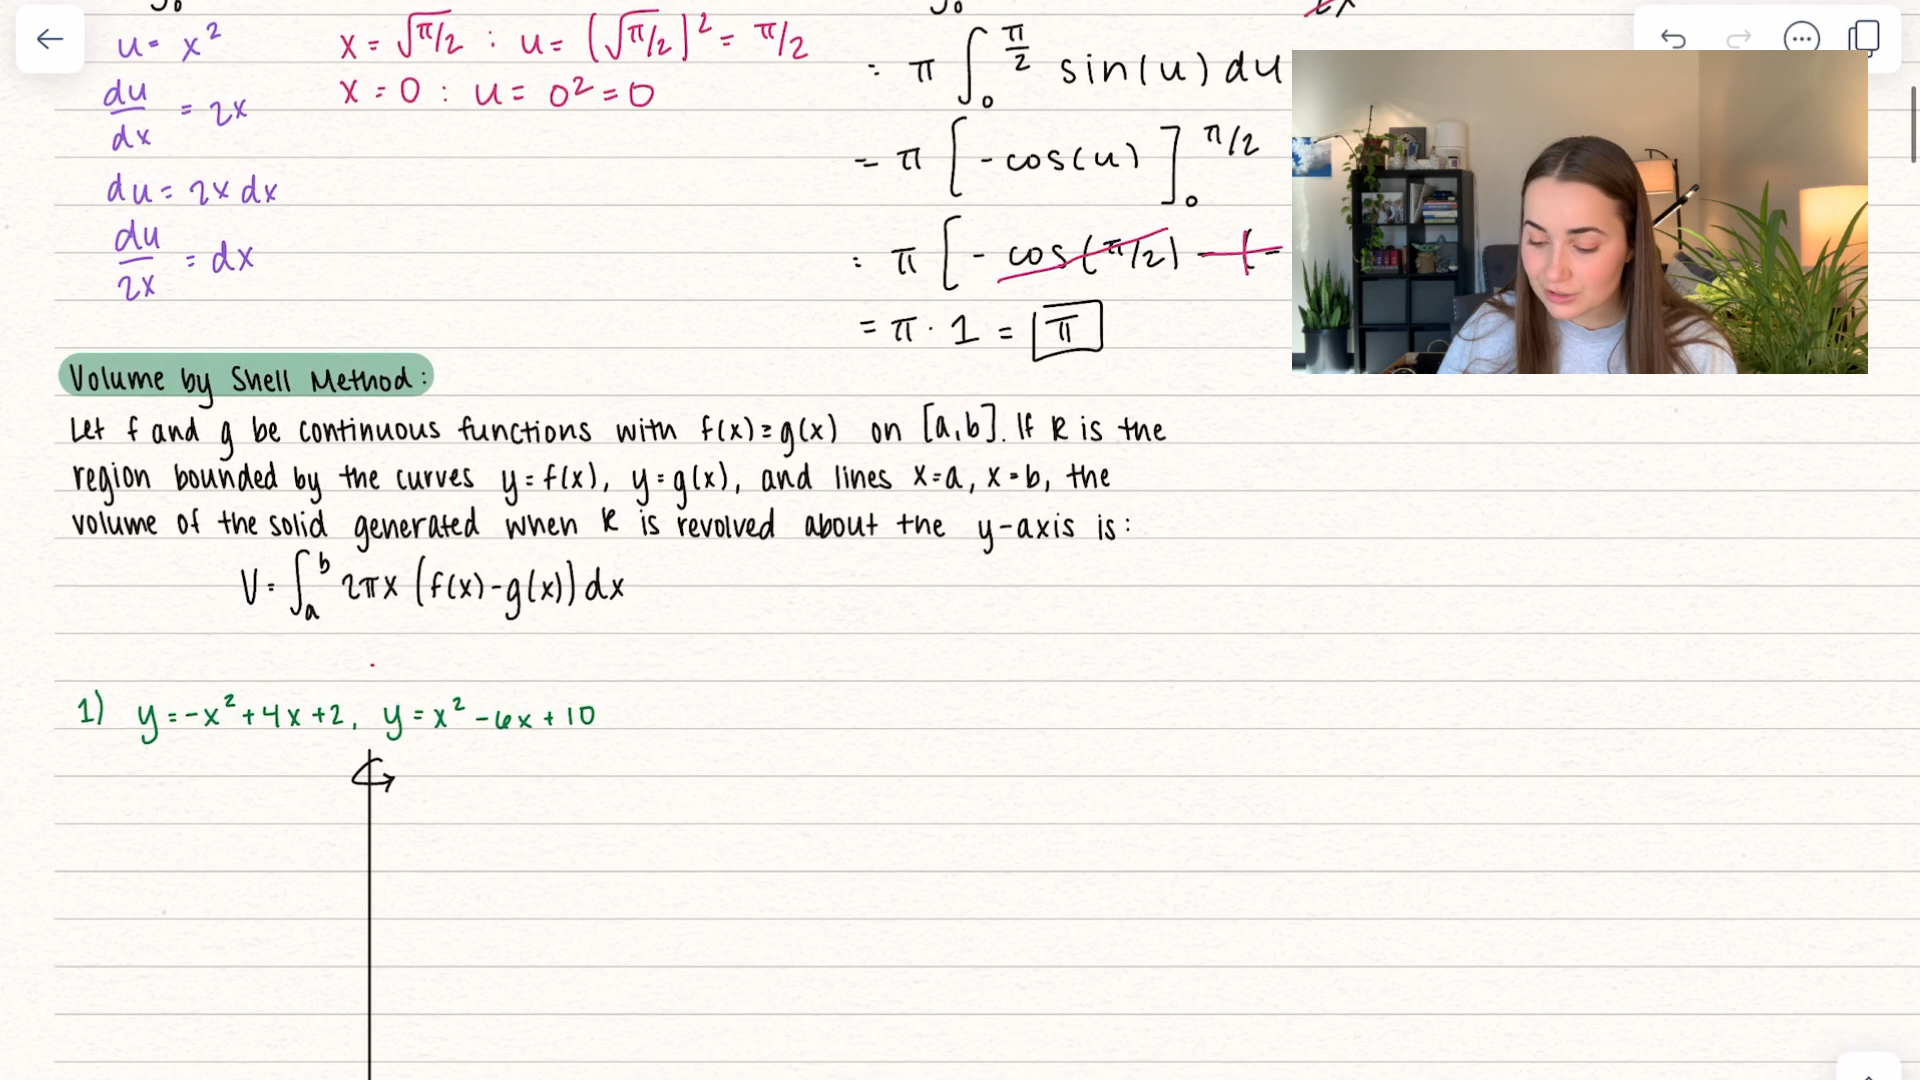 u = x²
x = √π/2 : u = (√π/2)² = π/2
x = 0 : u = 0² = 0
du/dx = 2x
du = 2x dx
du/2x = dx
= π ∫₀^(π/2) sin(u) du
= π [-cos(u)]₀^(π/2)
= π [-cos(π/2) - (-
= π · 1 = π
Volume by Shell Method:
Let f and g be continuous functions with f(x)≥g(x) on [a,b]. If R is the
region bounded by the curves y=f(x), y=g(x), and lines x=a, x=b, the
volume of the solid generated when R is revolved about the y-axis is:
V = ∫ₐᵇ 2πx (f(x)-g(x)) dx
1) y=-x²+4x+2, y=x²-6x+10